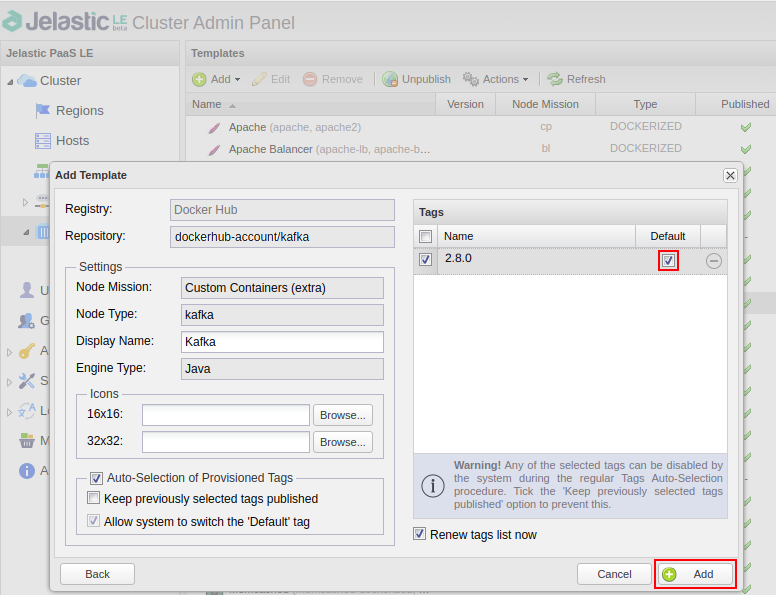 Jelastic LE beta Cluster Admin Panel
Jelastic PaaS LE
Templates
Cluster
Regions
Hosts
Add Edit Remove Unpublish Actions Refresh
Name Version Node Mission Type Published
Apache (apache, apache2) cp DOCKERIZED
Apache Balancer (apache-lb, apache-b... bl DOCKERIZED
Add Template
Registry: Docker Hub
Repository: dockerhub-account/kafka
Settings
Node Mission: Custom Containers (extra)
Node Type: kafka
Display Name: Kafka
Engine Type: Java
Icons
16x16: Browse...
32x32: Browse...
Auto-Selection of Provisioned Tags
Keep previously selected tags published
Allow system to switch the 'Default' tag
Tags
Name Default
2.8.0
Warning! Any of the selected tags can be disabled by
the system during the regular Tags Auto-Selection
procedure. Tick the 'Keep previously selected tags
published' option to prevent this.
Renew tags list now
Back Cancel Add